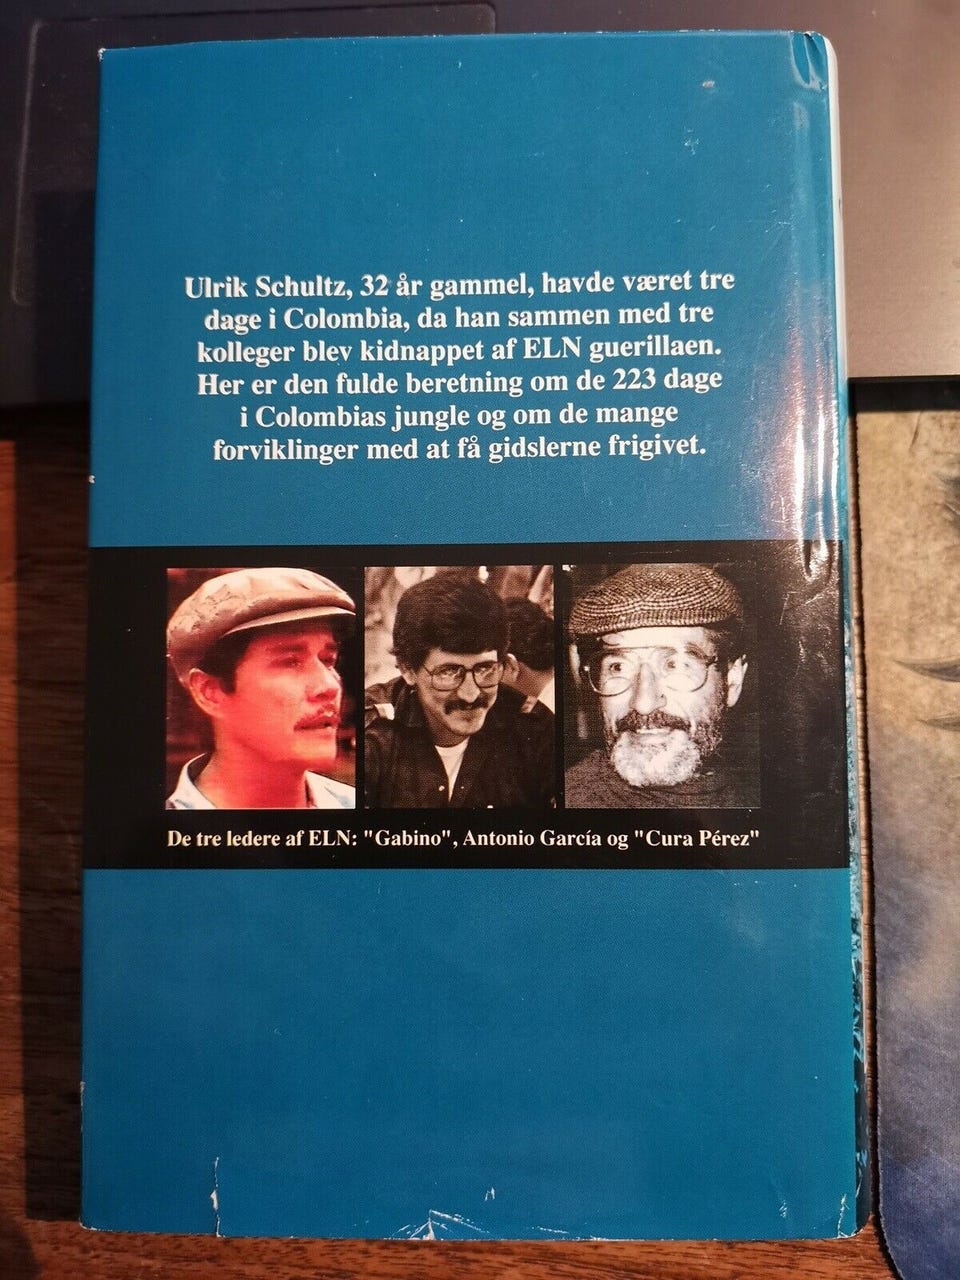 Ulrik Schultz, 32 år gammel, havde været tre
dage i Colombia, da han sammen med tre
kolleger blev kidnappet af ELN guerillaen.
Her er den fulde beretning om de 223 dage
i Colombias jungle og om de mange
forviklinger med at få gidslerne frigivet.
De tre ledere af ELN: "Gabino", Antonio García og "Cura Pérez"